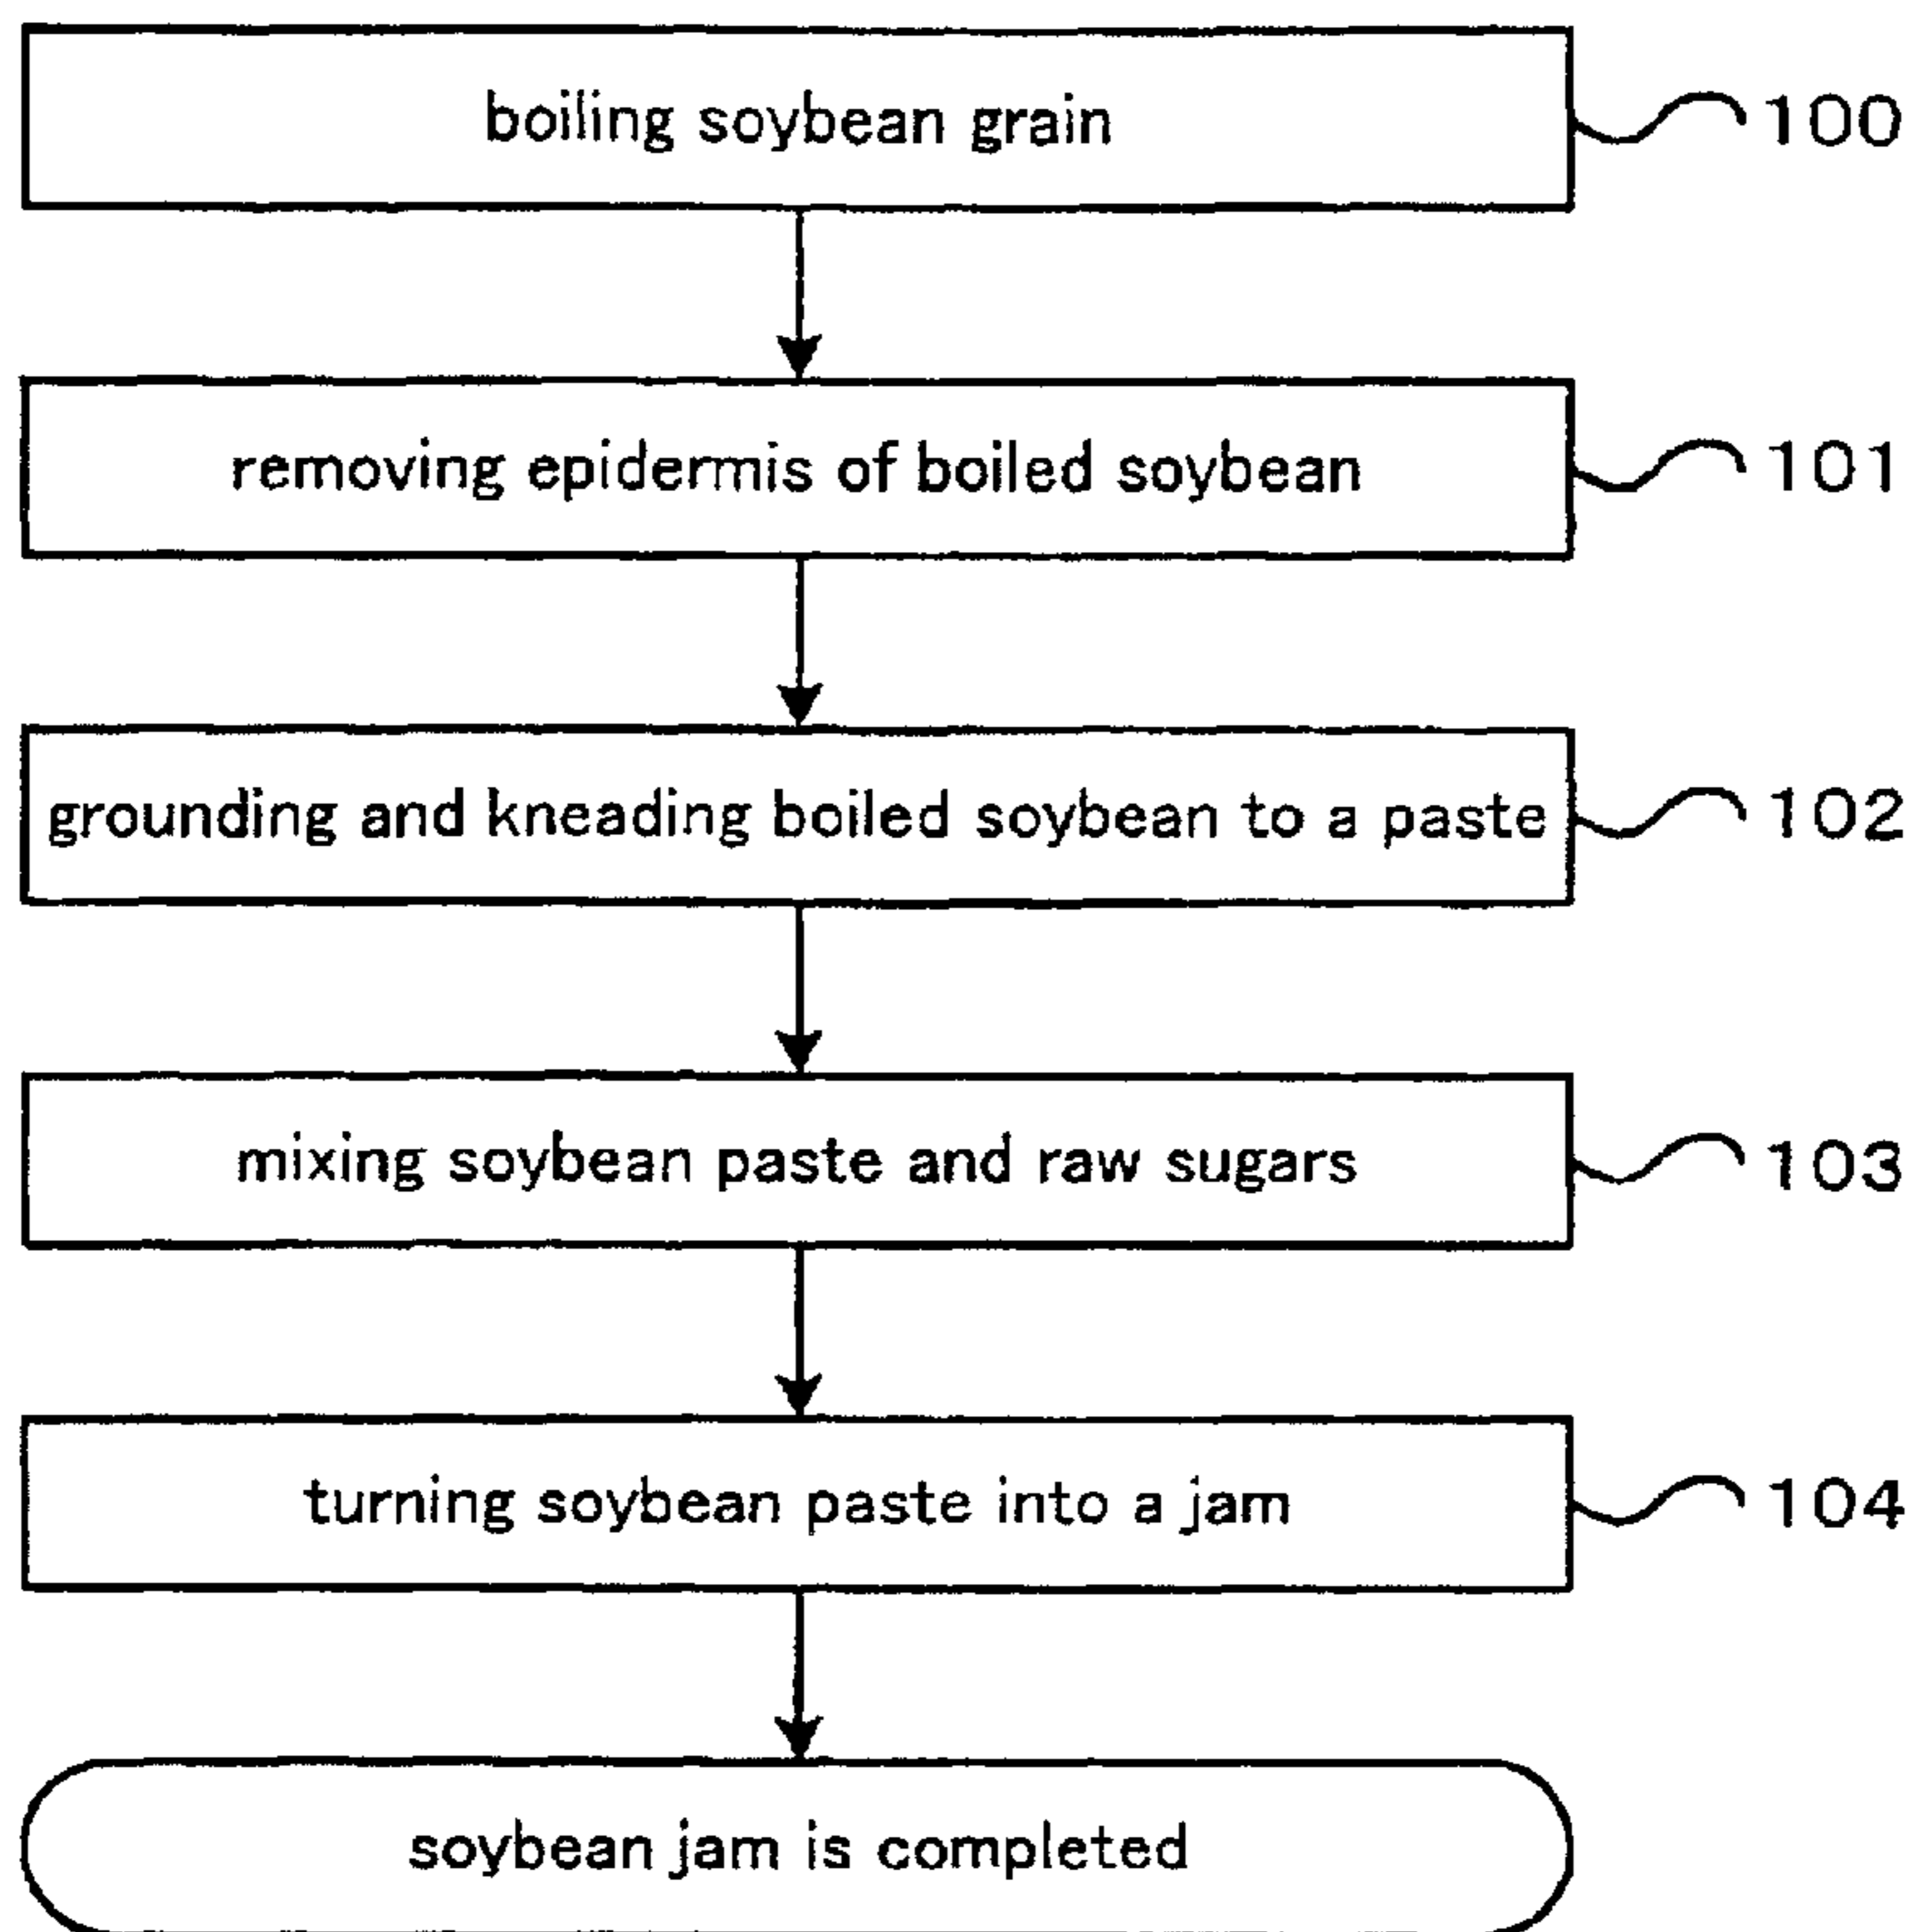 boiling soybean grain 100
removing epidermis of boiled soybean 101
grounding and kneading boiled soybean to a paste 102
mixing soybean paste and raw sugars 103
turning soybean paste into a jam 104
soybean jam is completed